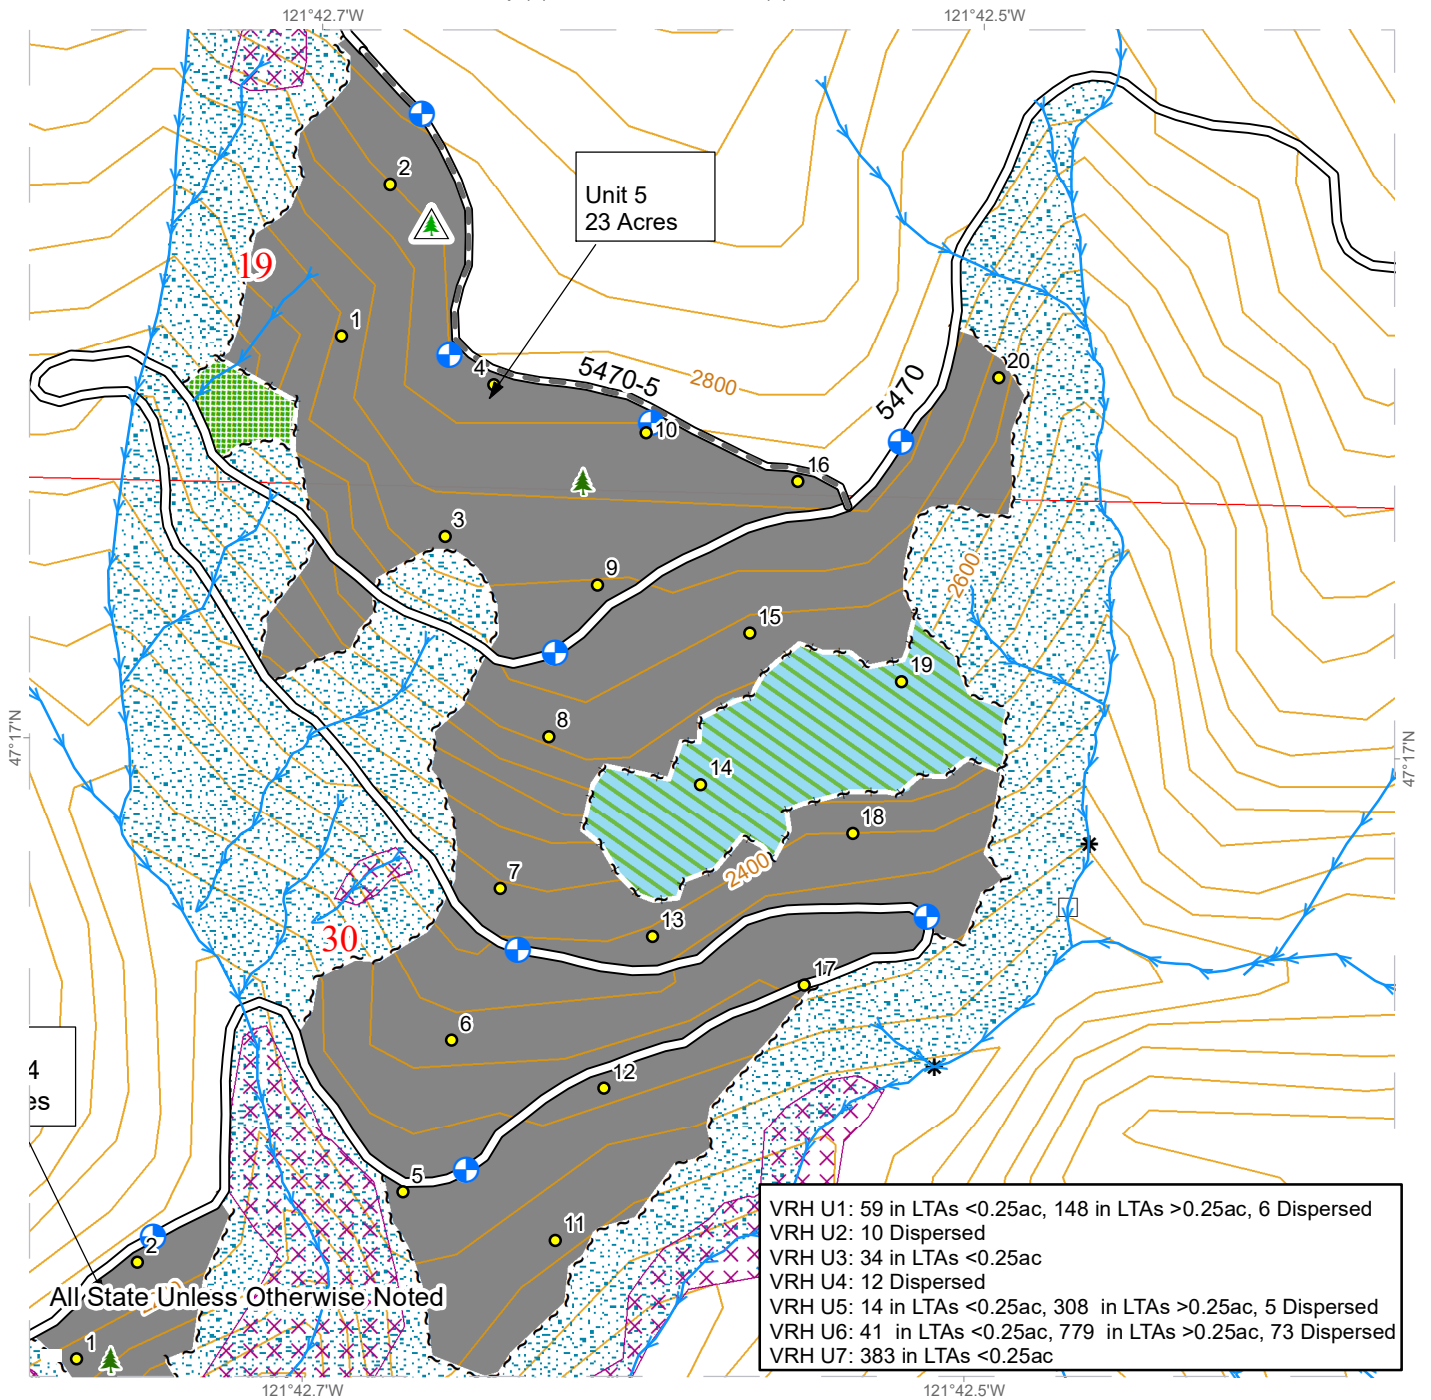 121°42.7'W
121°42.5'W
2
Unit 5
23 Acres
19
1
4
5470-5
2800
5470
20
10
16
3
9
2600
15
19
8
14
47°17'N
47°17'N
18
2400
7
13
30
17
6
12
4
es
5
11
2
All State Unless Otherwise Noted
1
VRH U1: 59 in LTAs <0.25ac, 148 in LTAs >0.25ac, 6 Dispersed
VRH U2: 10 Dispersed
VRH U3: 34 in LTAs <0.25ac
VRH U4: 12 Dispersed
VRH U5: 14 in LTAs <0.25ac, 308  in LTAs >0.25ac, 5 Dispersed
VRH U6: 41  in LTAs <0.25ac, 779  in LTAs >0.25ac, 73 Dispersed
VRH U7: 383 in LTAs <0.25ac
121°42.7'W
121°42.5'W